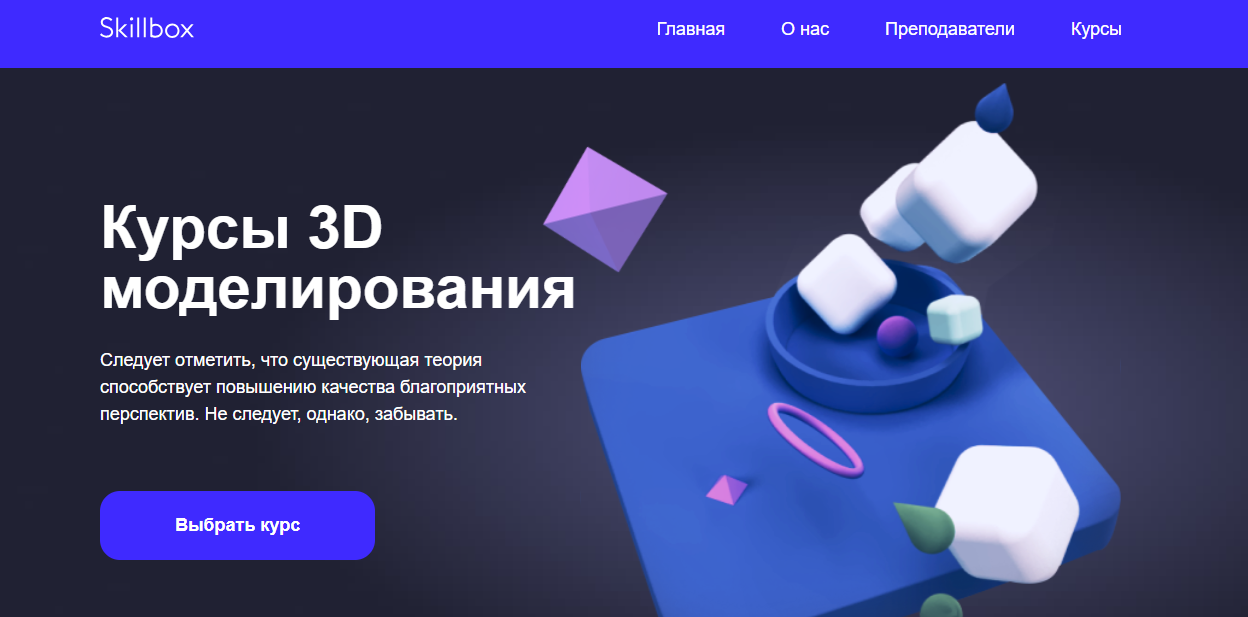 Skillbox
Главная
О нас
Преподаватели
Курсы
Курсы 3D
моделирования
Следует отметить, что существующая теория
способствует повышению качества благоприятных
перспектив. Не следует, однако, забывать.
Выбрать курс